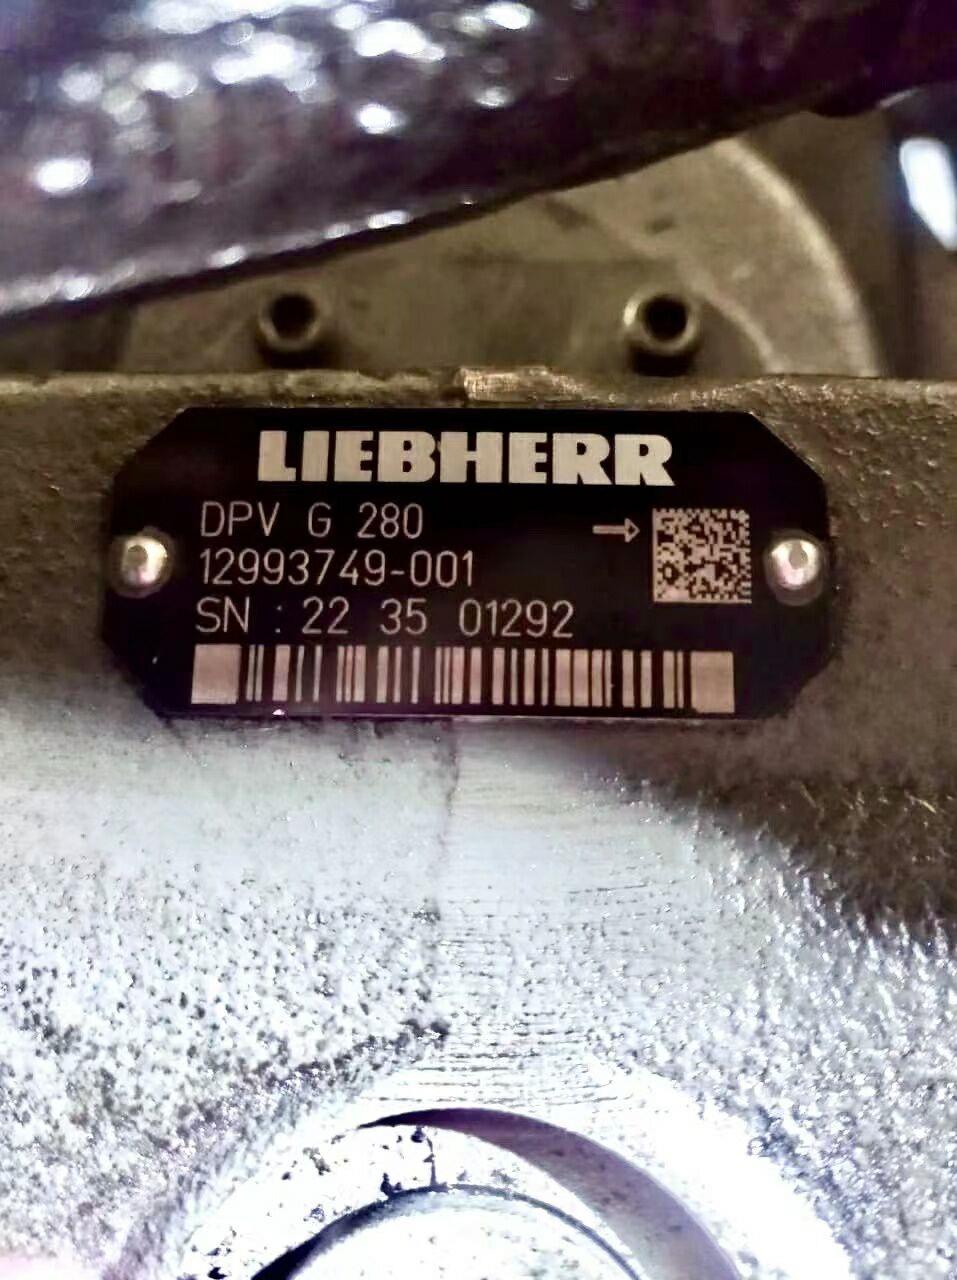 LIEBHERR
DPV G 280
12993749-001
SN : 22 35 01292